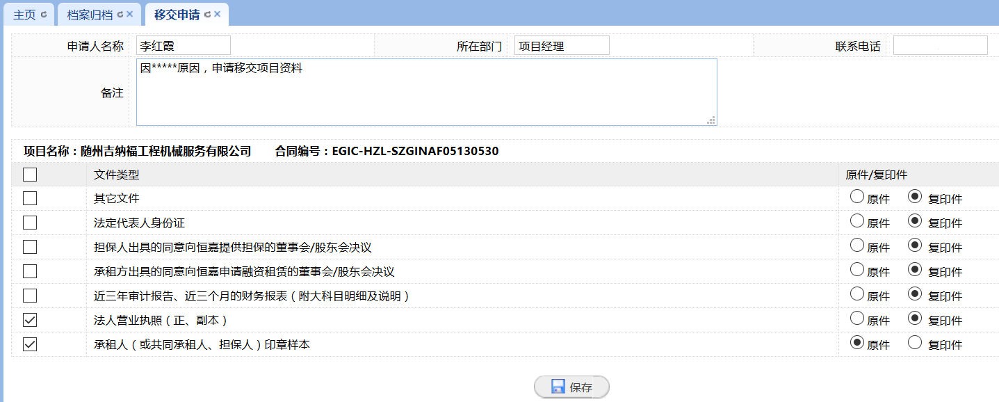 主页 档案归档 移交申请
申请人名称 李红霞 所在部门 项目经理 联系电话
因*****原因，申请移交项目资料
备注
项目名称：随州吉纳福工程机械服务有限公司 合同编号：EGIC-HZL-SZGINAF05130530
文件类型 原件/复印件
其它文件 原件 复印件
法定代表人身份证 原件 复印件
担保人出具的同意向恒嘉提供担保的董事会/股东会决议 原件 复印件
承租方出具的同意向恒嘉申请融资租赁的董事会/股东会决议 原件 复印件
近三年审计报告、近三个月的财务报表（附大科目明细及说明） 原件 复印件
法人营业执照（正、副本） 原件 复印件
承租人（或共同承租人、担保人）印章样本 原件 复印件
保存